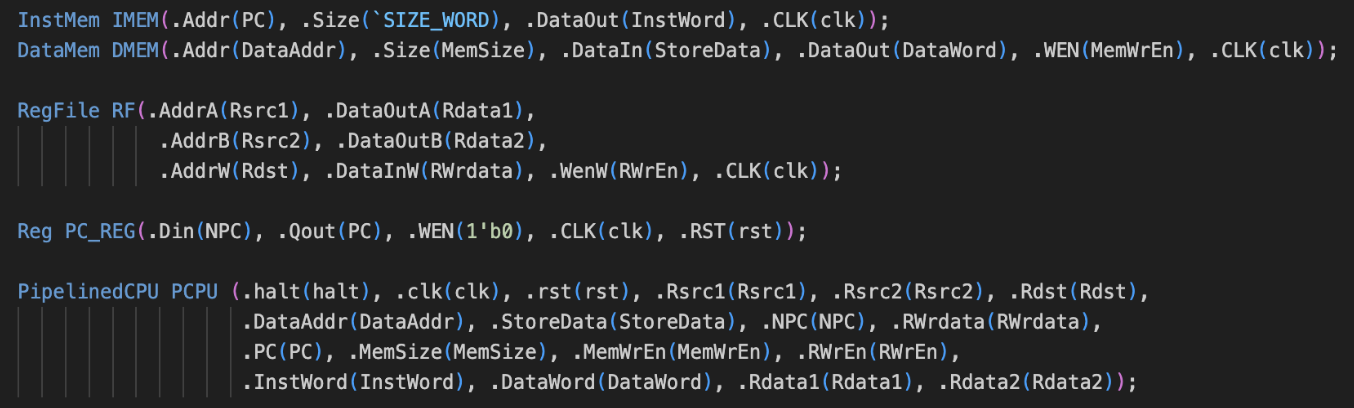 InstMem IMEM(.Addr(PC), .Size(`SIZE_WORD), .DataOut(InstWord), .CLK(clk));
DataMem DMEM(.Addr(DataAddr), .Size(MemSize), .DataIn(StoreData), .DataOut(DataWord), .WEN(MemWrEn), .CLK(clk));
RegFile RF(.AddrA(Rsrc1), .DataOutA(Rdata1),
.AddrB(Rsrc2), .DataOutB(Rdata2),
.AddrW(Rdst), .DataInW(RWrdata), .WenW(RWrEn), .CLK(clk));
Reg PC_REG(.Din(NPC), .Qout(PC), .WEN(1'b0), .CLK(clk), .RST(rst));
PipelinedCPU PCPU (.halt(halt), .clk(clk), .rst(rst), .Rsrc1(Rsrc1), .Rsrc2(Rsrc2), .Rdst(Rdst),
.DataAddr(DataAddr), .StoreData(StoreData), .NPC(NPC), .RWrdata(RWrdata),
.PC(PC), .MemSize(MemSize), .MemWrEn(MemWrEn), .RWrEn(RWrEn),
.InstWord(InstWord), .DataWord(DataWord), .Rdata1(Rdata1), .Rdata2(Rdata2));